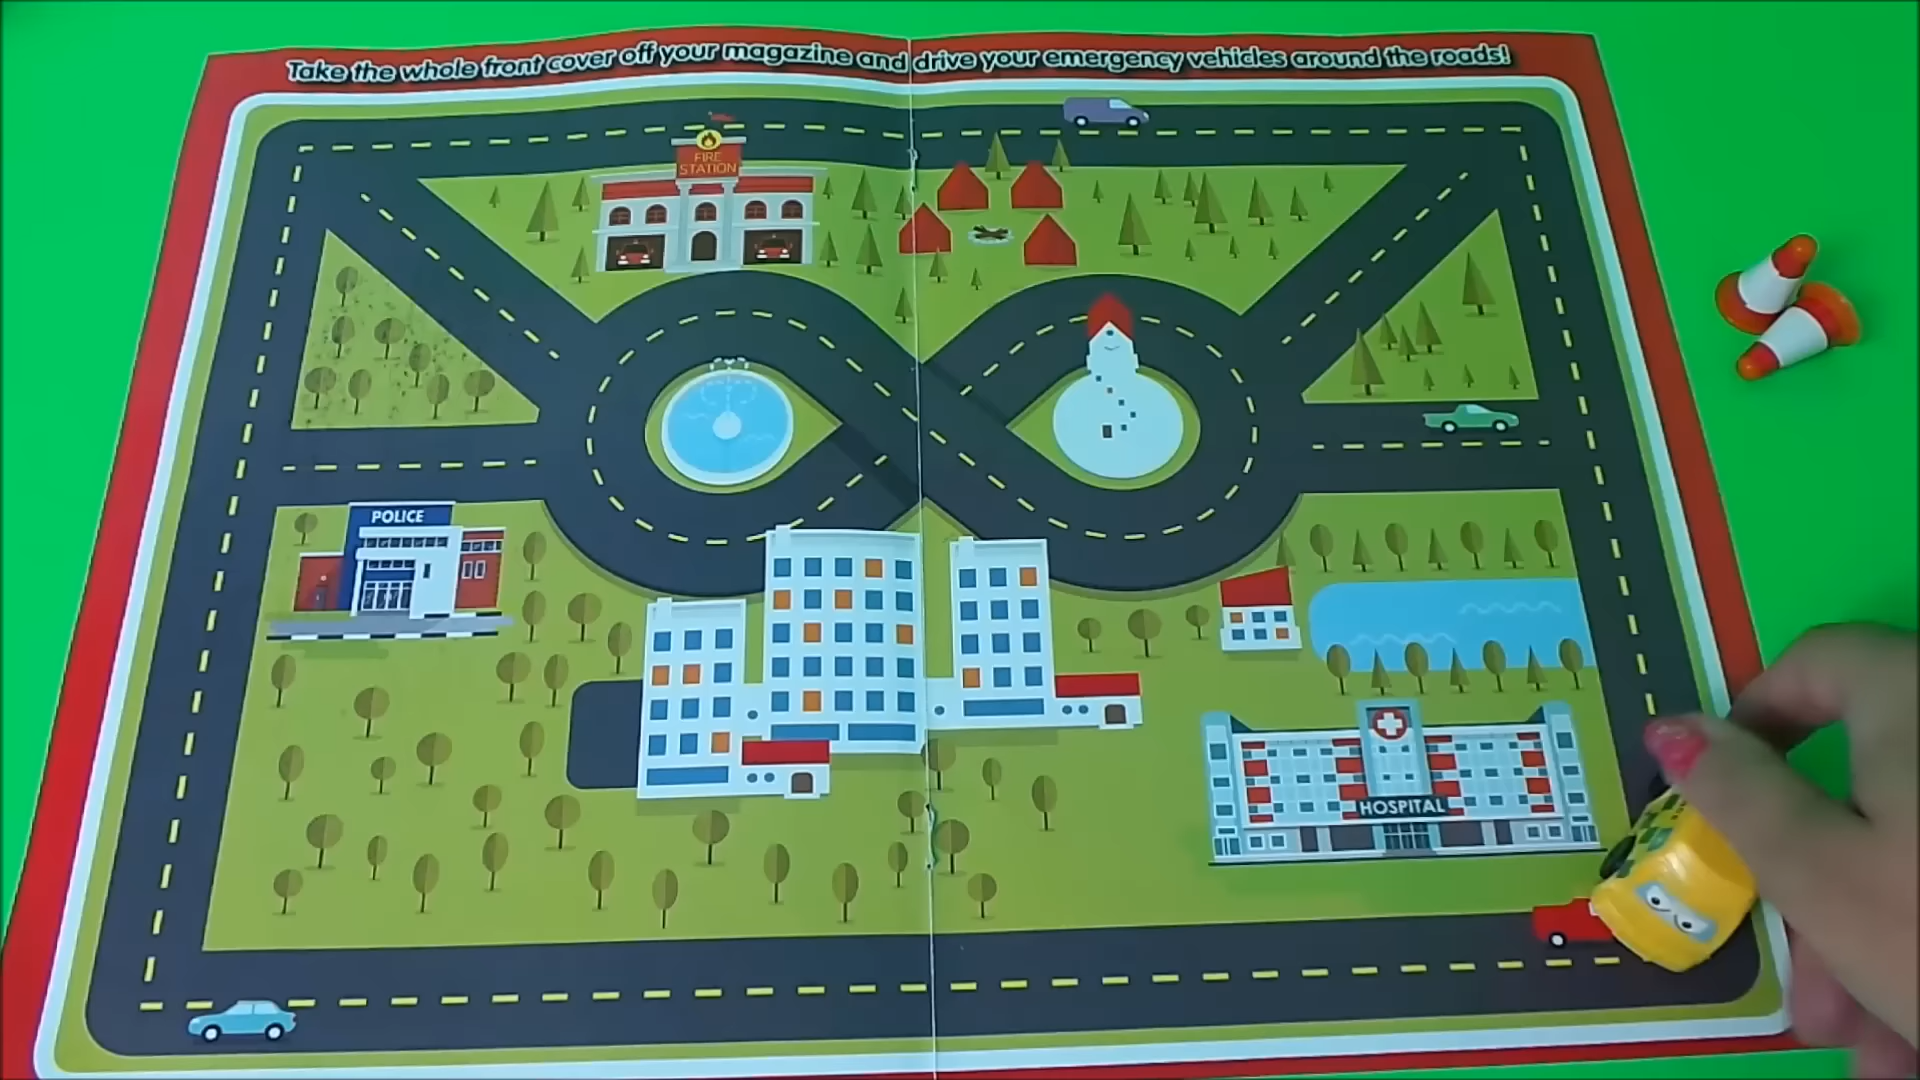 Take the whole front cover off your magazine and drive your emergency vehicles around the roads!
FIRE
STATION
POLICE
HOSPITAL